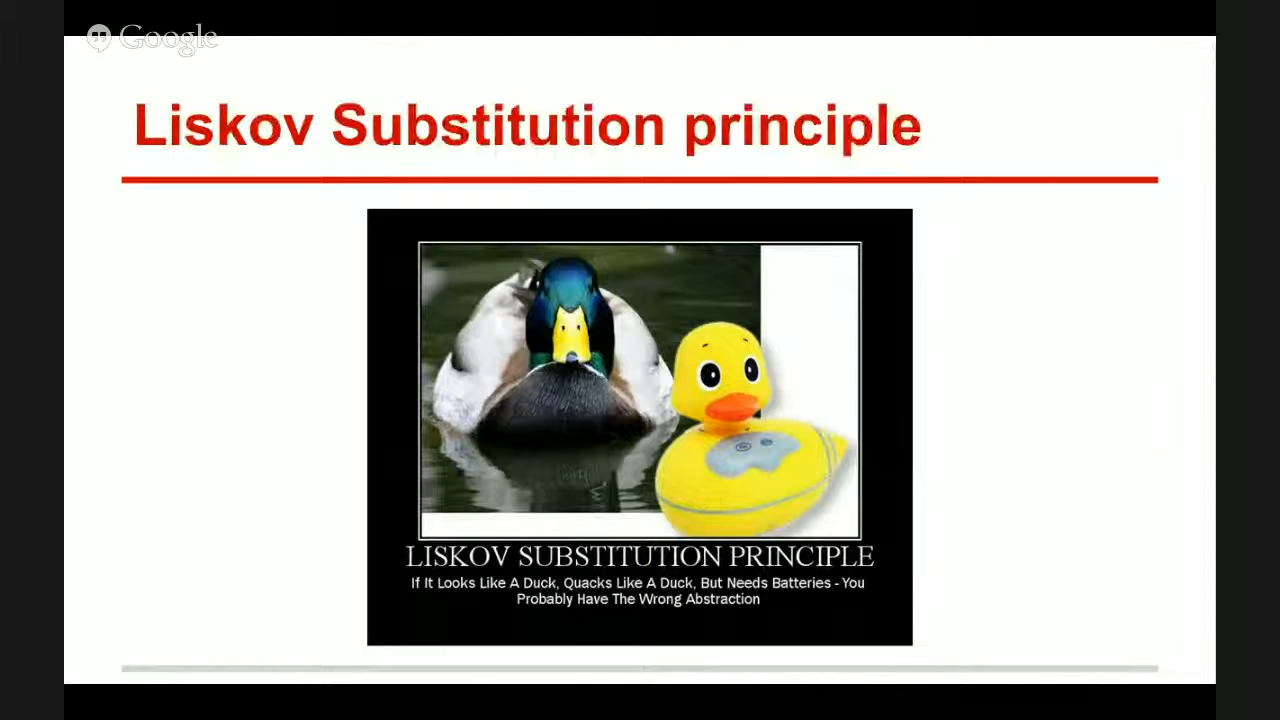 Google
Liskov Substitution principle
LISKOV SUBSTITUTION PRINCIPLE
If It Looks Like A Duck, Quacks Like A Duck, But Needs Batteries - You
Probably Have The Wrong Abstraction